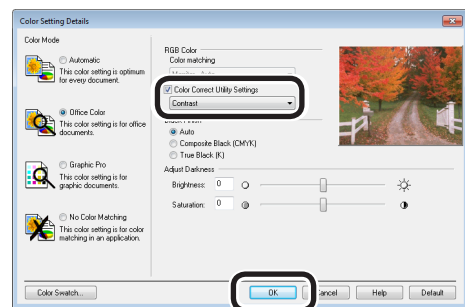 Color Setting Details
Color Mode
Automatic
This color setting is optimum
for every document.
Office Color
This color setting is for office
documents.
Graphic Pro
This color setting is for
graphic documents.
No Color Matching
This color setting is for color
matching in an application.
RGB Color
Color matching
Color Correct Utility Settings
Contrast
Auto
Composite Black (CMYK)
True Black (K)
Adjust Darkness
Brightness: 0
Saturation: 0
Color Swatch...
OK
Help
Default